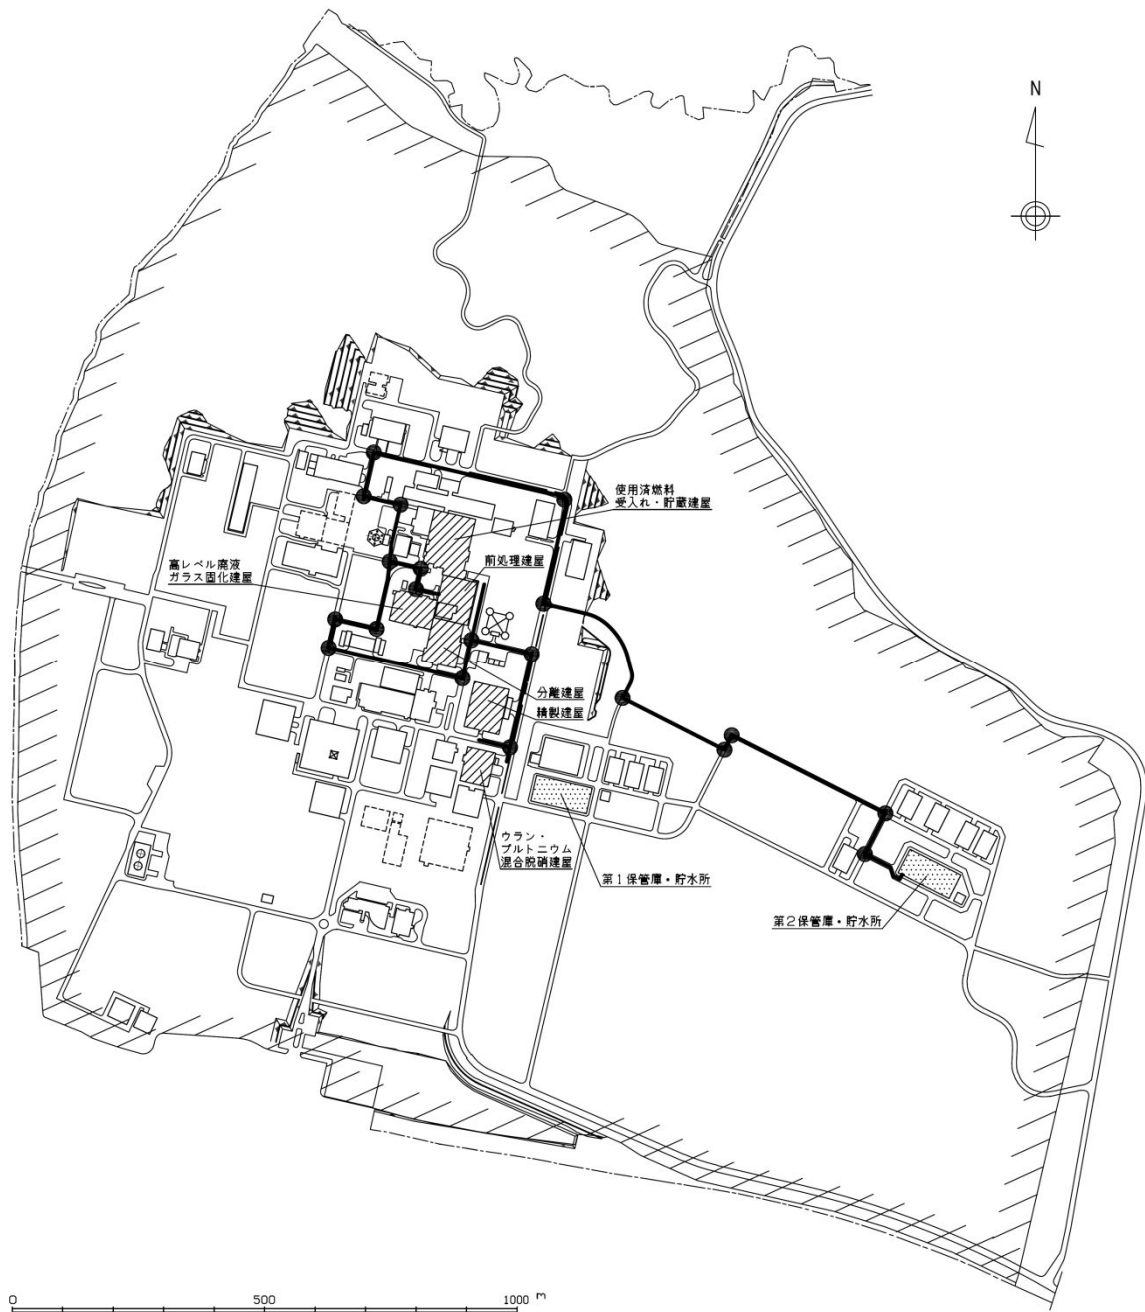 N
使用済燃料
受入れ・貯蔵建屋
前処理建屋
高レベル廃液
ガラス固化建屋
分離建屋
精製建屋
ウラン・
プルトニウム
混合脱硝建屋
第1保管庫・貯水所
第2保管庫・貯水所
0 500 1000 m